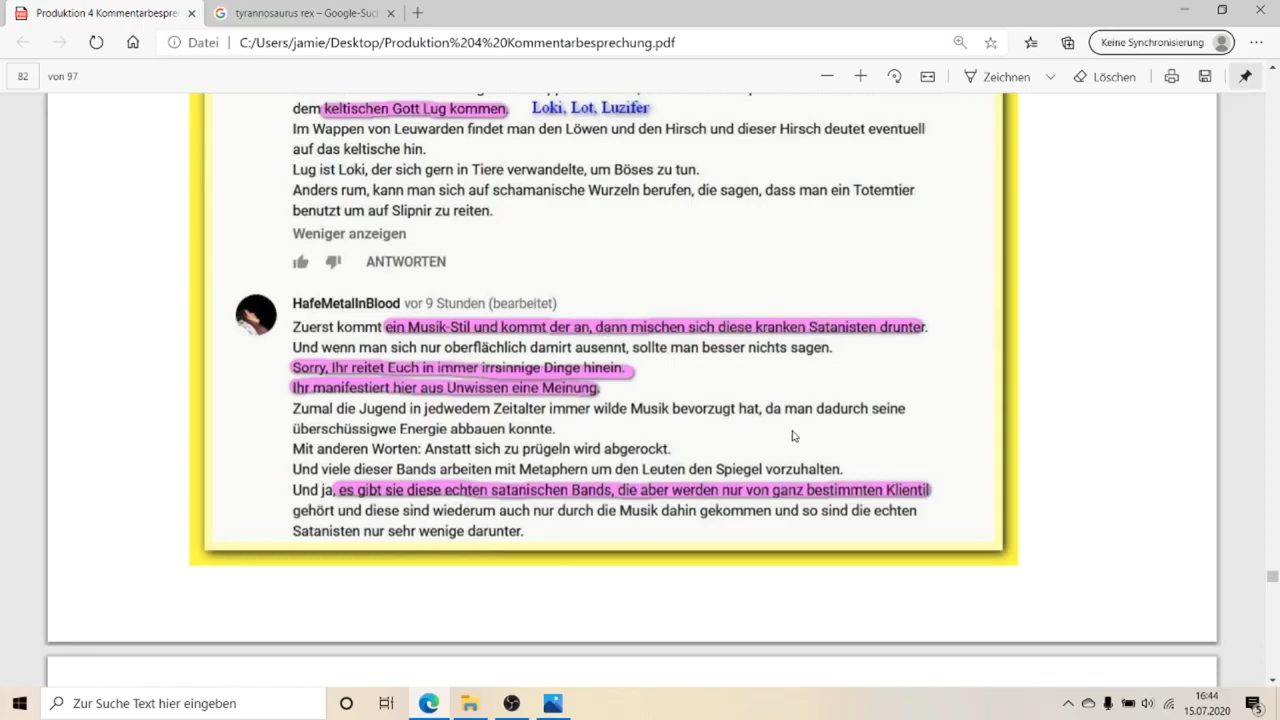 Produktion 4 Kommentarbespre
tyrannosaurus rex – Google-Suc
Datei
C:/Users/jamie/Desktop/Produktion%204%20Kommentarbesprechung.pdf
Keine Synchronisierung
82 von 97
Zeichnen
Löschen
dem keltischen Gott Lug kommen. Loki, Lot, Luzifer
Im Wappen von Leuwarden findet man den Löwen und den Hirsch und dieser Hirsch deutet eventuell
auf das keltische hin.
Lug ist Loki, der sich gern in Tiere verwandelte, um Böses zu tun.
Anders rum, kann man sich auf schamanische Wurzeln berufen, die sagen, dass man ein Totemtier
benutzt um auf Slipnir zu reiten.
Weniger anzeigen
ANTWORTEN
HafeMetalInBlood vor 9 Stunden (bearbeitet)
Zuerst kommt ein Musik-Stil und kommt der an, dann mischen sich diese kranken Satanisten drunter.
Und wenn man sich nur oberflächlich damirt ausennt, sollte man besser nichts sagen.
Sorry, Ihr reitet Euch in immer irrsinnige Dinge hinein.
Ihr manifestiert hier aus Unwissen eine Meinung.
Zumal die Jugend in jedwedem Zeitalter immer wilde Musik bevorzugt hat, da man dadurch seine
überschüssigwe Energie abbauen konnte.
Mit anderen Worten: Anstatt sich zu prügeln wird abgerockt.
Und viele dieser Bands arbeiten mit Metaphern um den Leuten den Spiegel vorzuhalten.
Und ja, es gibt sie diese echten satanischen Bands, die aber werden nur von ganz bestimmten Klientil
gehört und diese sind wiederum auch nur durch die Musik dahin gekommen und so sind die echten
Satanisten nur sehr wenige darunter.
Zur Suche Text hier eingeben
16:44
15.07.2020
5